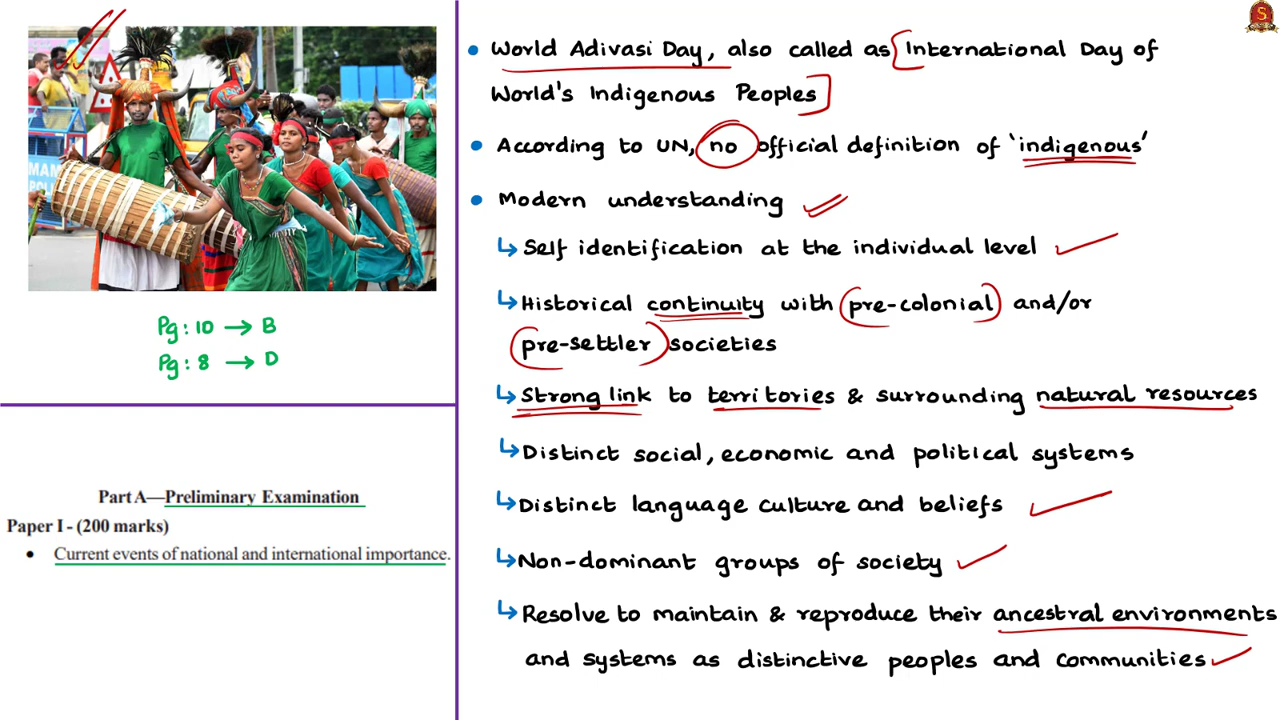 Pg: 10 → B
Pg: 8 → D
Part A—Preliminary Examination
Paper I - (200 marks)
• Current events of national and international importance.
• World Adivasi Day, also called as [International Day of
World's Indigenous Peoples]
• According to UN, no official definition of 'indigenous'
• Modern understanding
↳ Self identification at the individual level
↳ Historical continuity with (pre-colonial) and/or
(pre-settler) societies
↳ Strong link to territories & surrounding natural resources
↳ Distinct social, economic and political systems
↳ Distinct language culture and beliefs
↳ Non-dominant groups of society
↳ Resolve to maintain & reproduce their ancestral environments
and systems as distinctive peoples and communities